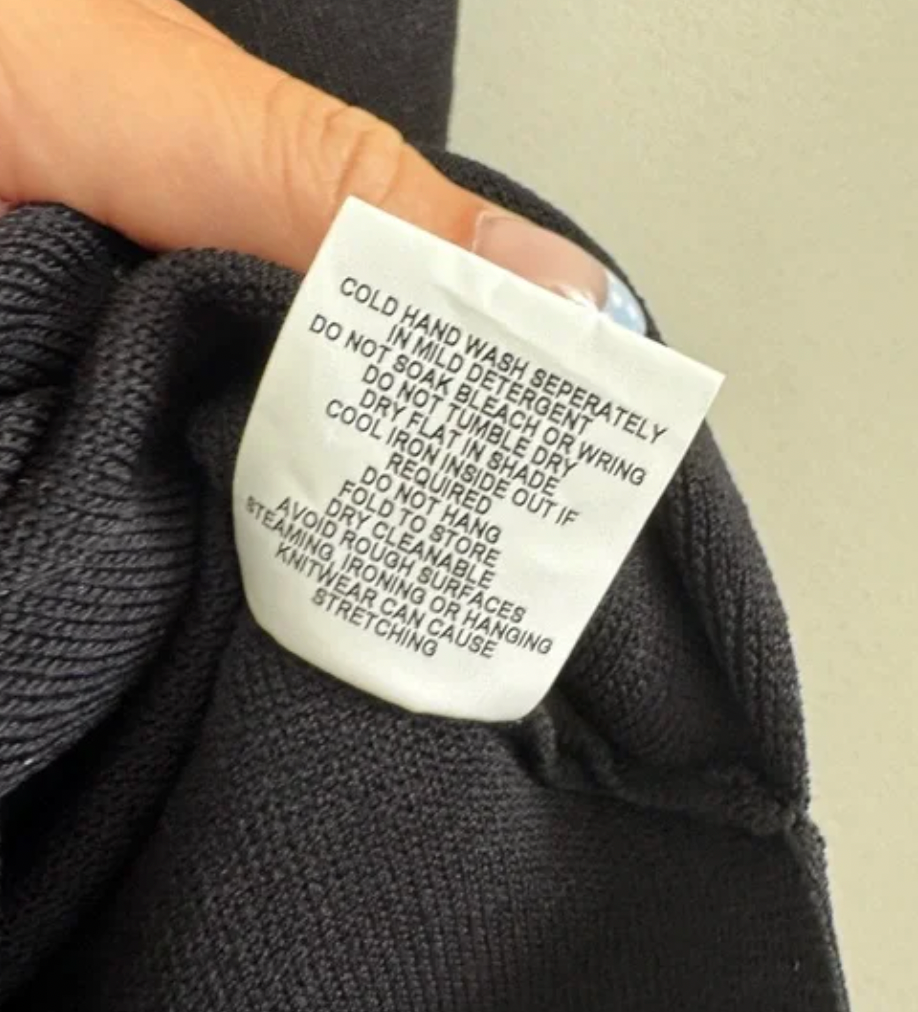 COLD HAND WASH SEPERATELY
IN MILD DETERGENT
DO NOT SOAK BLEACH OR WRING
DO NOT TUMBLE DRY
DRY FLAT IN SHADE
COOL IRON INSIDE OUT IF
REQUIRED
DO NOT HANG
FOLD TO STORE
DRY CLEANABLE
AVOID ROUGH SURFACES
STEAMING, IRONING OR HANGING
KNITWEAR CAN CAUSE
STRETCHING